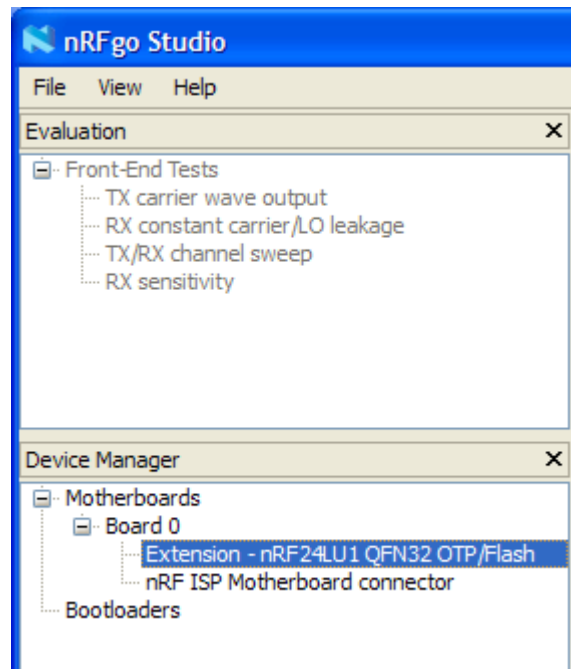 nRFgo Studio
File View Help
Evaluation
Front-End Tests
TX carrier wave output
RX constant carrier/LO leakage
TX/RX channel sweep
RX sensitivity
Device Manager
Motherboards
Board 0
Extension - nRF24LU1 QFN32 OTP/Flash
nRF ISP Motherboard connector
Bootloaders